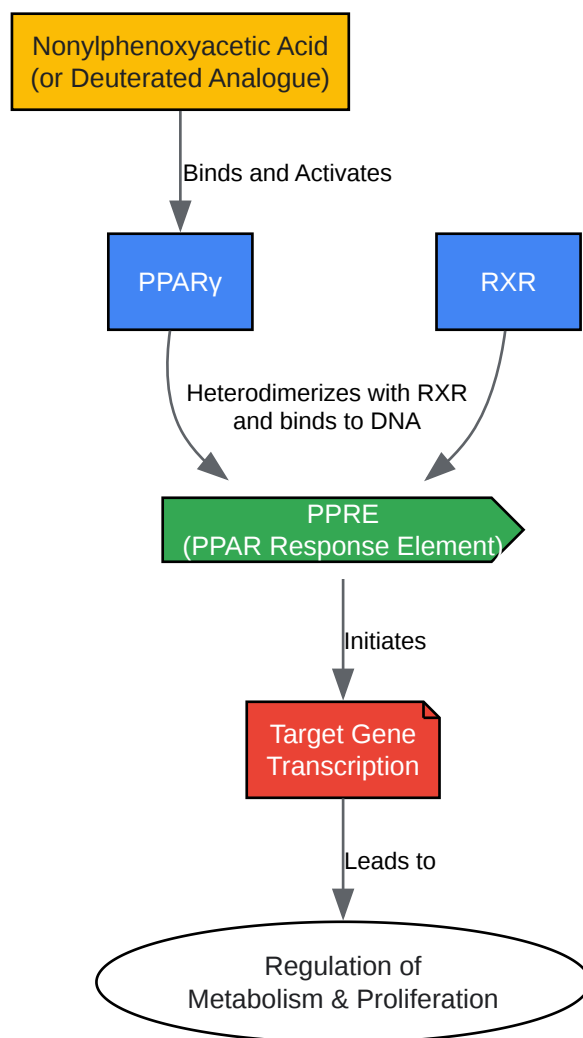 Nonylphenoxyacetic Acid
(or Deuterated Analogue)
Binds and Activates
PPARγ
RXR
Heterodimerizes with RXR
and binds to DNA
PPRE
(PPAR Response Element)
Initiates
Target Gene
Transcription
Leads to
Regulation of
Metabolism & Proliferation